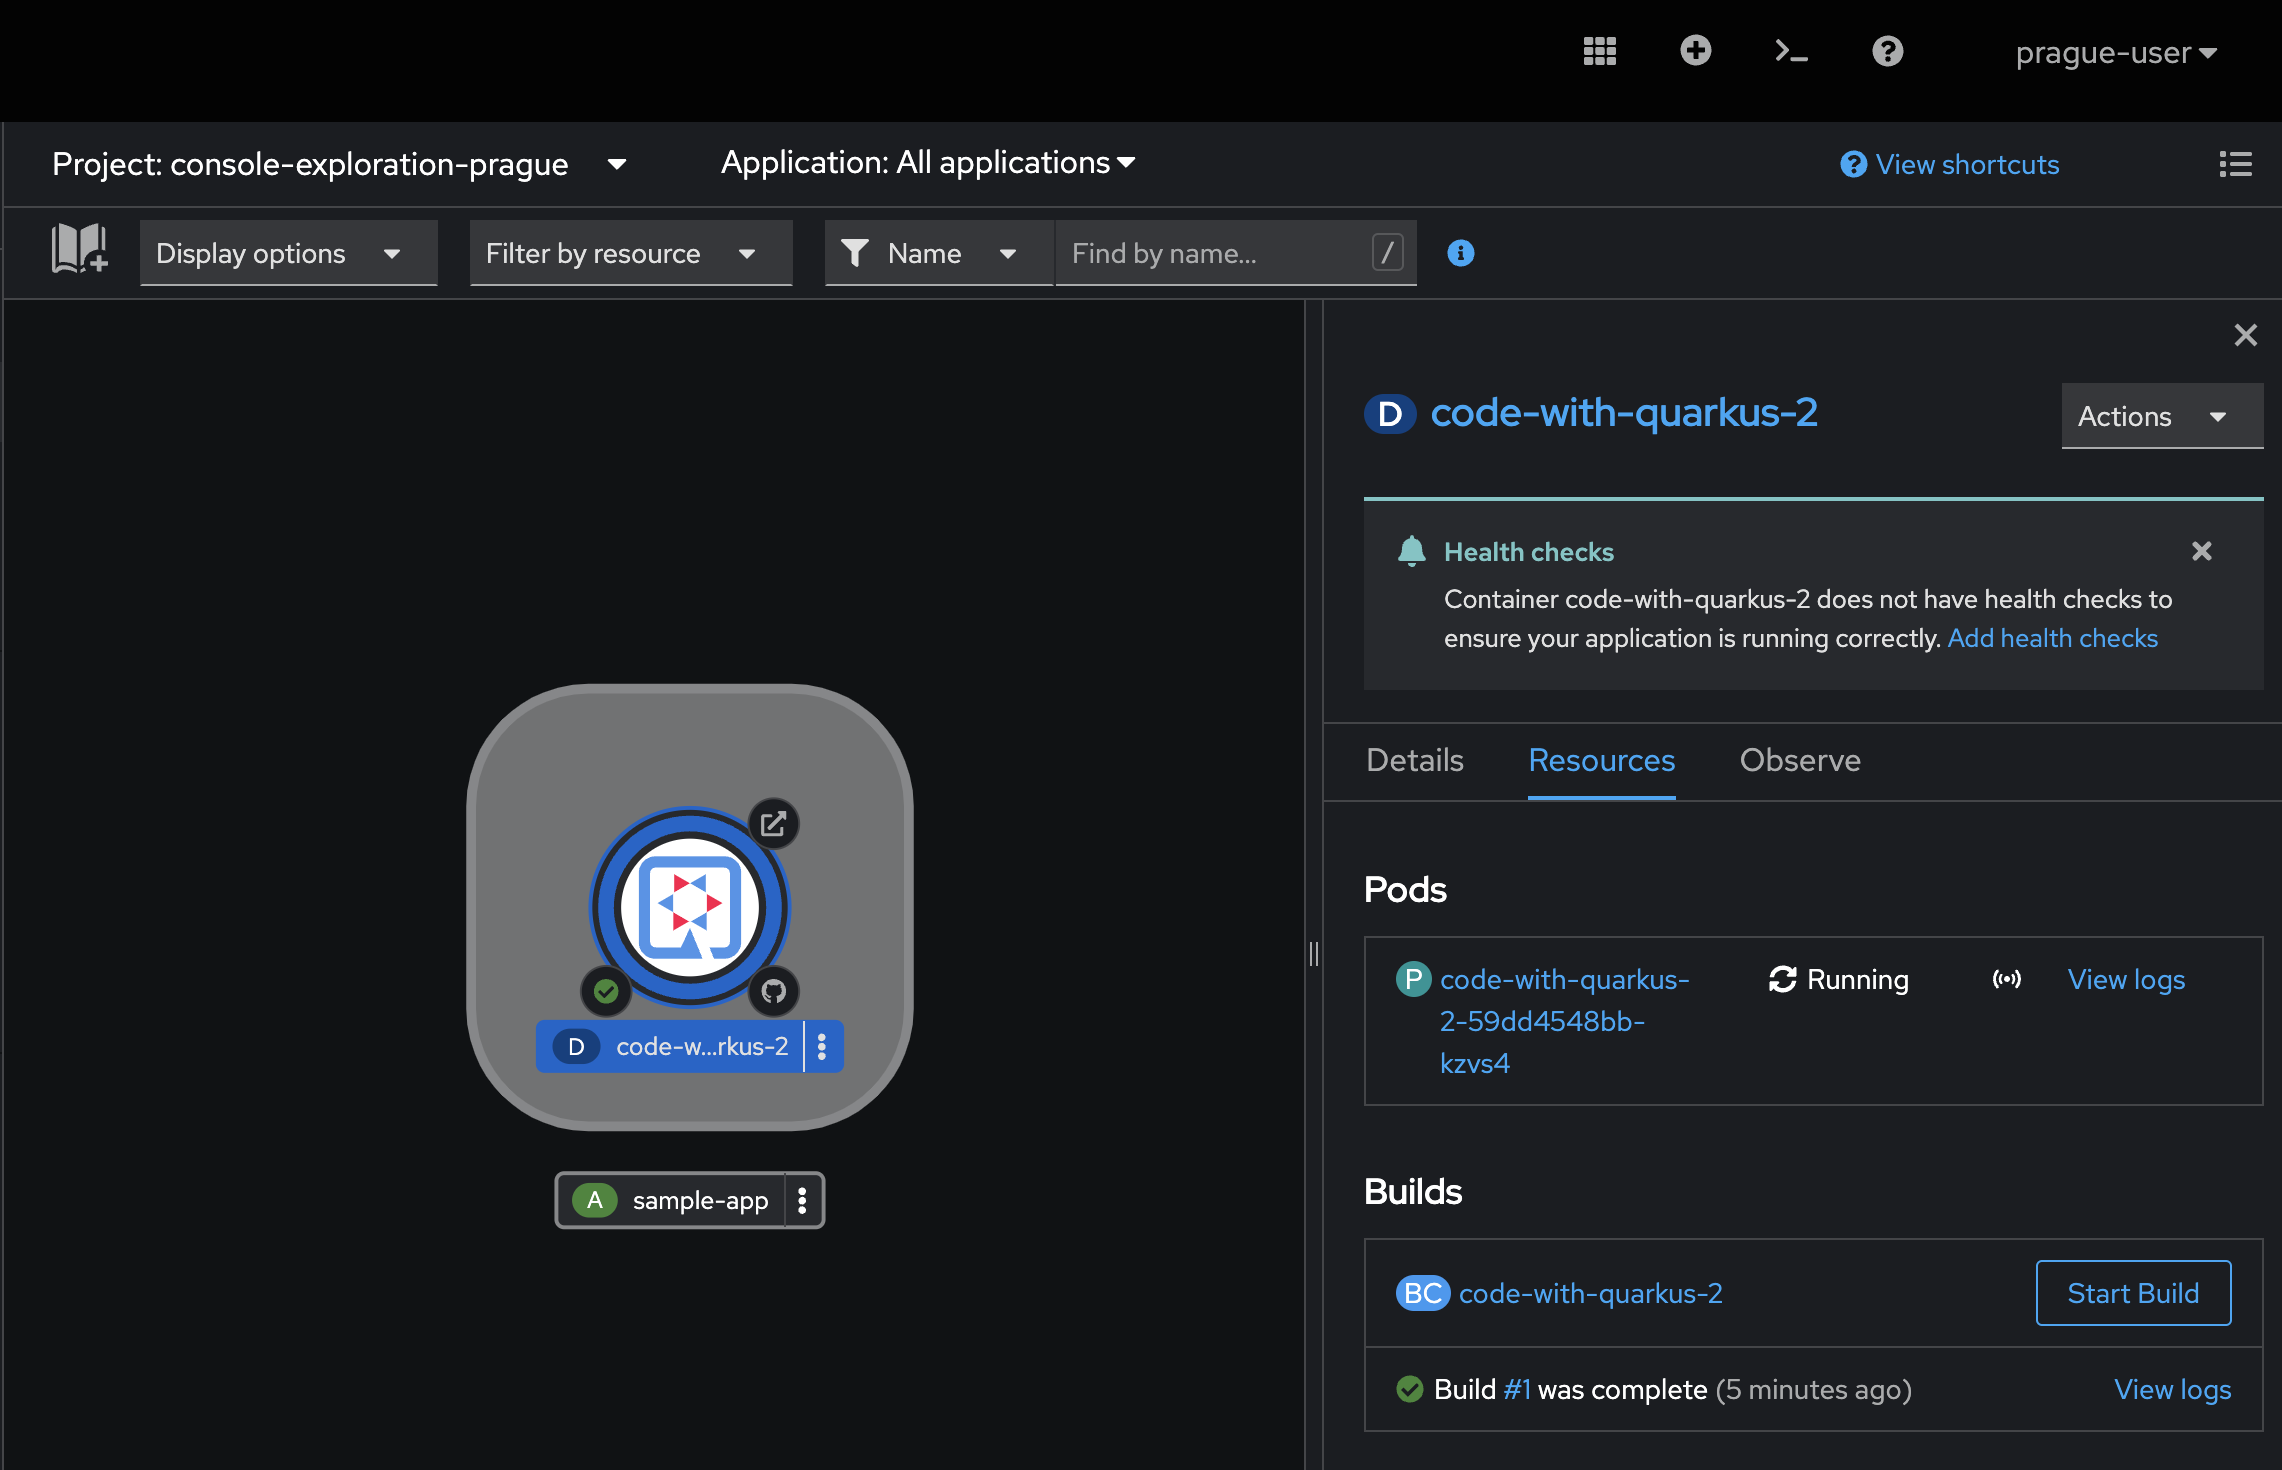 prague-user
Project: console-exploration-prague
Application: All applications
View shortcuts
Display options
Filter by resource
Name
Find by name...
/
D code-with-quarkus-2
Actions
Health checks
Container code-with-quarkus-2 does not have health checks to
ensure your application is running correctly. Add health checks
Details
Resources
Observe
Pods
P code-with-quarkus-
2-59dd4548bb-
kzvs4
Running
View logs
Builds
BC code-with-quarkus-2
Start Build
Build #1 was complete (5 minutes ago)
View logs
D code-w...rkus-2
A sample-app